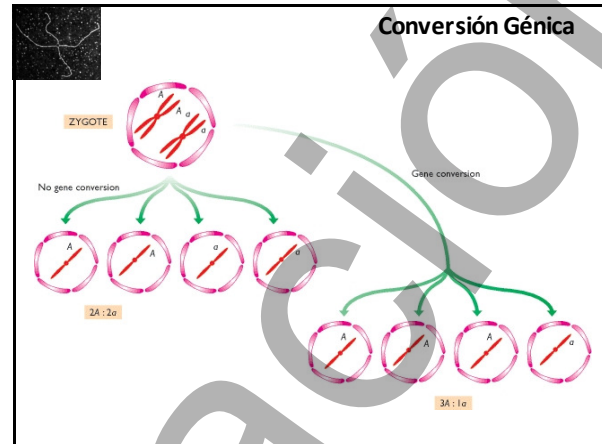 Conversión Génica
A
A
a
a
ZYGOTE
Gene conversion
No gene conversion
A
A
a
a
2A : 2a
A
A
A
a
3A : 1a